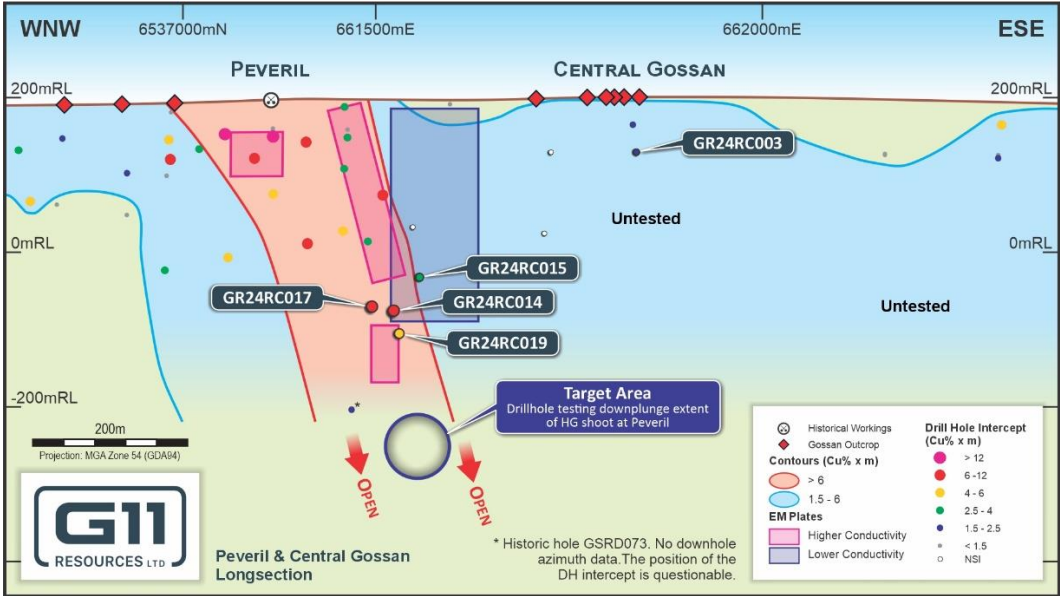 WNW
6537000mN
661500mE
662000mE
ESE
PEVERIL
CENTRAL GOSSAN
200mRL
200mRL
GR24RC003
Untested
0mRL
0mRL
GR24RC015
GR24RC017
GR24RC014
Untested
GR24RC019
-200mRL
*
Target Area
Drillhole testing downplunge extent
of HG shoot at Peveril
200m
Projection: MGA Zone 54 (GDA94)
OPEN
OPEN
G11
RESOURCES LTD
Peveril & Central Gossan
Longsection
* Historic hole GSRD073. No downhole
azimuth data.The position of the
DH intercept is questionable.
Historical Workings
Gossan Outcrop
Contours (Cu% x m)
> 6
1.5 - 6
EM Plates
Higher Conductivity
Lower Conductivity
Drill Hole Intercept
(Cu% x m)
> 12
6 -12
4 - 6
2.5 - 4
1.5 - 2.5
< 1.5
NSI